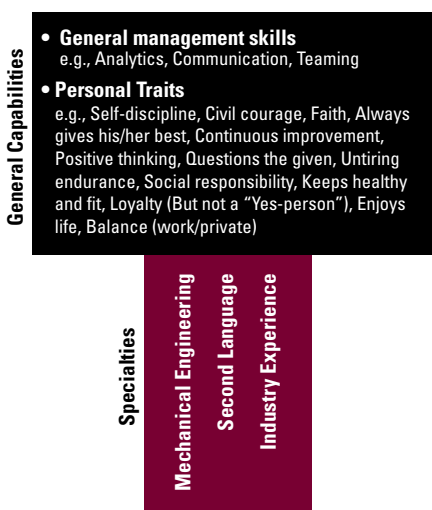 General Capabilities
• General management skills
e.g., Analytics, Communication, Teaming
• Personal Traits
e.g., Self-discipline, Civil courage, Faith, Always
gives his/her best, Continuous improvement,
Positive thinking, Questions the given, Untiring
endurance, Social responsibility, Keeps healthy
and fit, Loyalty (But not a “Yes-person”), Enjoys
life, Balance (work/private)
Specialties
Mechanical Engineering
Second Language
Industry Experience